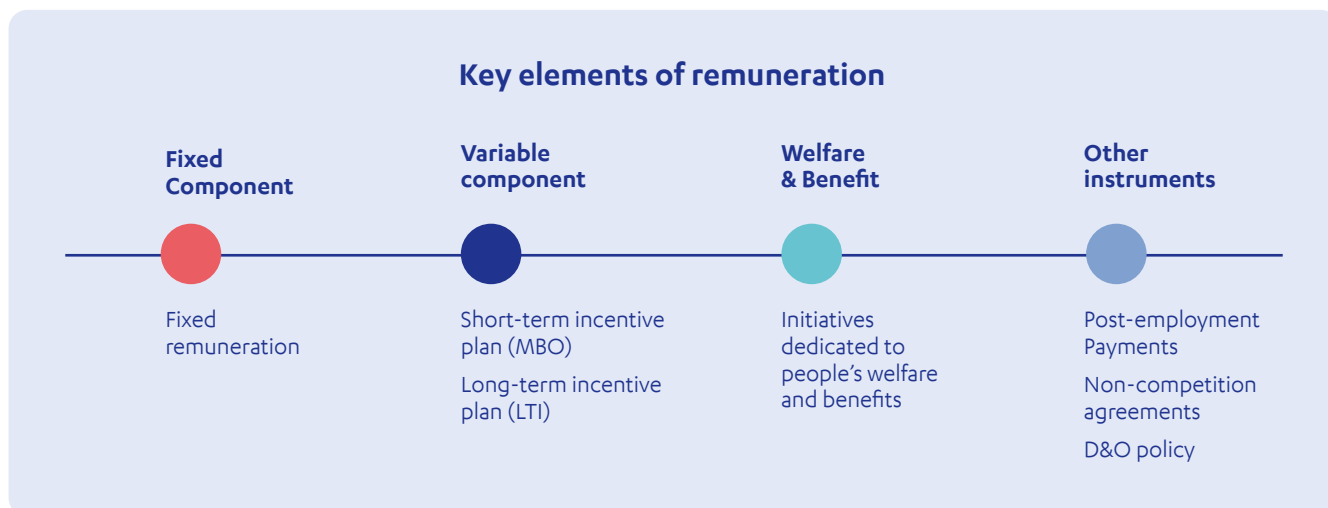 Key elements of remuneration
Fixed
Component
Fixed
remuneration
Variable
component
Short-term incentive
plan (MBO)
Long-term incentive
plan (LTI)
Welfare
& Benefit
Initiatives
dedicated to
people's welfare
and benefits
Other
instruments
Post-employment
Payments
Non-competition
agreements
D&O policy